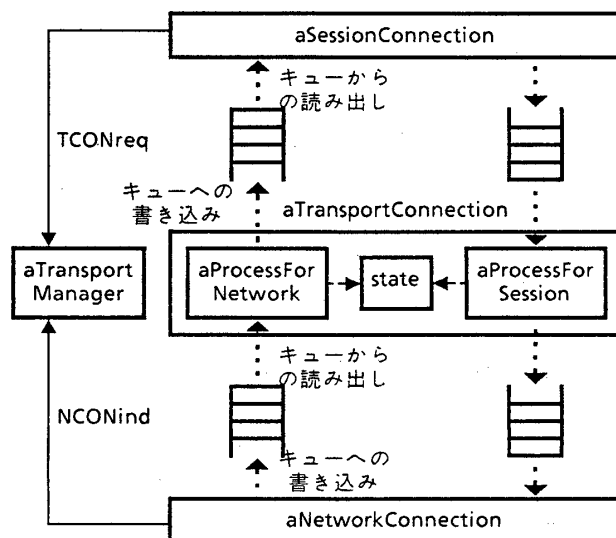 aSessionConnection
キューから
の読み出し
TCONreq
キューへの
書き込み
aTransportConnection
aTransport
Manager
aProcessFor
Network
state
aProcessFor
Session
キューから
の読み出し
NCONind
キューへの
書き込み
aNetworkConnection